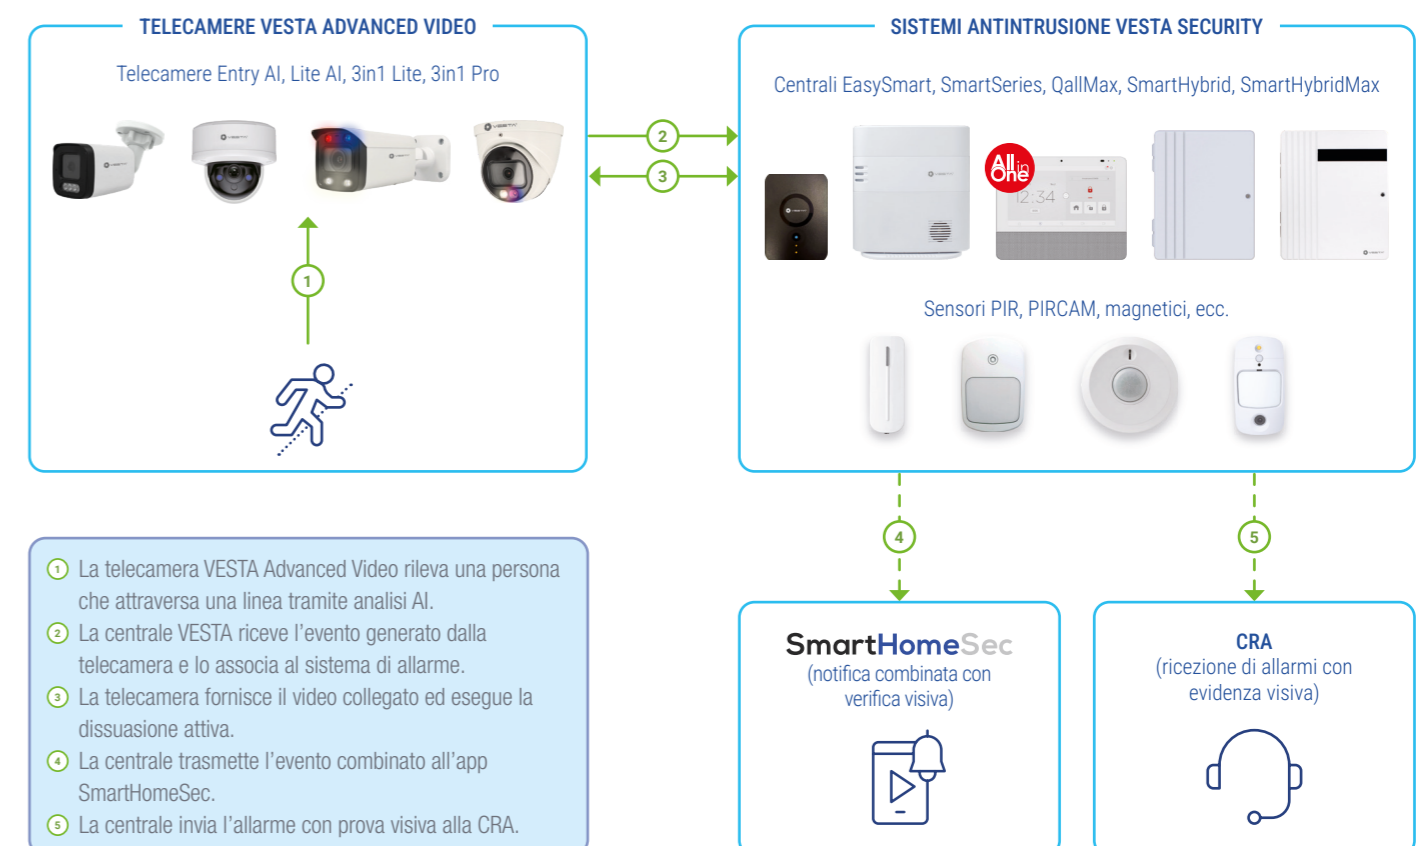 TELECAMERE VESTA ADVANCED VIDEO
Telecamere Entry AI, Lite AI, 3in1 Lite, 3in1 Pro
1
2
3
SISTEMI ANTINTRUSIONE VESTA SECURITY
Centrali EasySmart, SmartSeries, QallMax, SmartHybrid, SmartHybridMax
All in
One
12:34
Sensori PIR, PIRCAM, magnetici, ecc.
4
5
1 La telecamera VESTA Advanced Video rileva una persona
che attraversa una linea tramite analisi AI.
2 La centrale VESTA riceve l'evento generato dalla
telecamera e lo associa al sistema di allarme.
3 La telecamera fornisce il video collegato ed esegue la
dissuasione attiva.
4 La centrale trasmette l'evento combinato all'app
SmartHomeSec.
5 La centrale invia l'allarme con prova visiva alla CRA.
SmartHomeSec
(notifica combinata con
verifica visiva)
CRA
(ricezione di allarmi con
evidenza visiva)